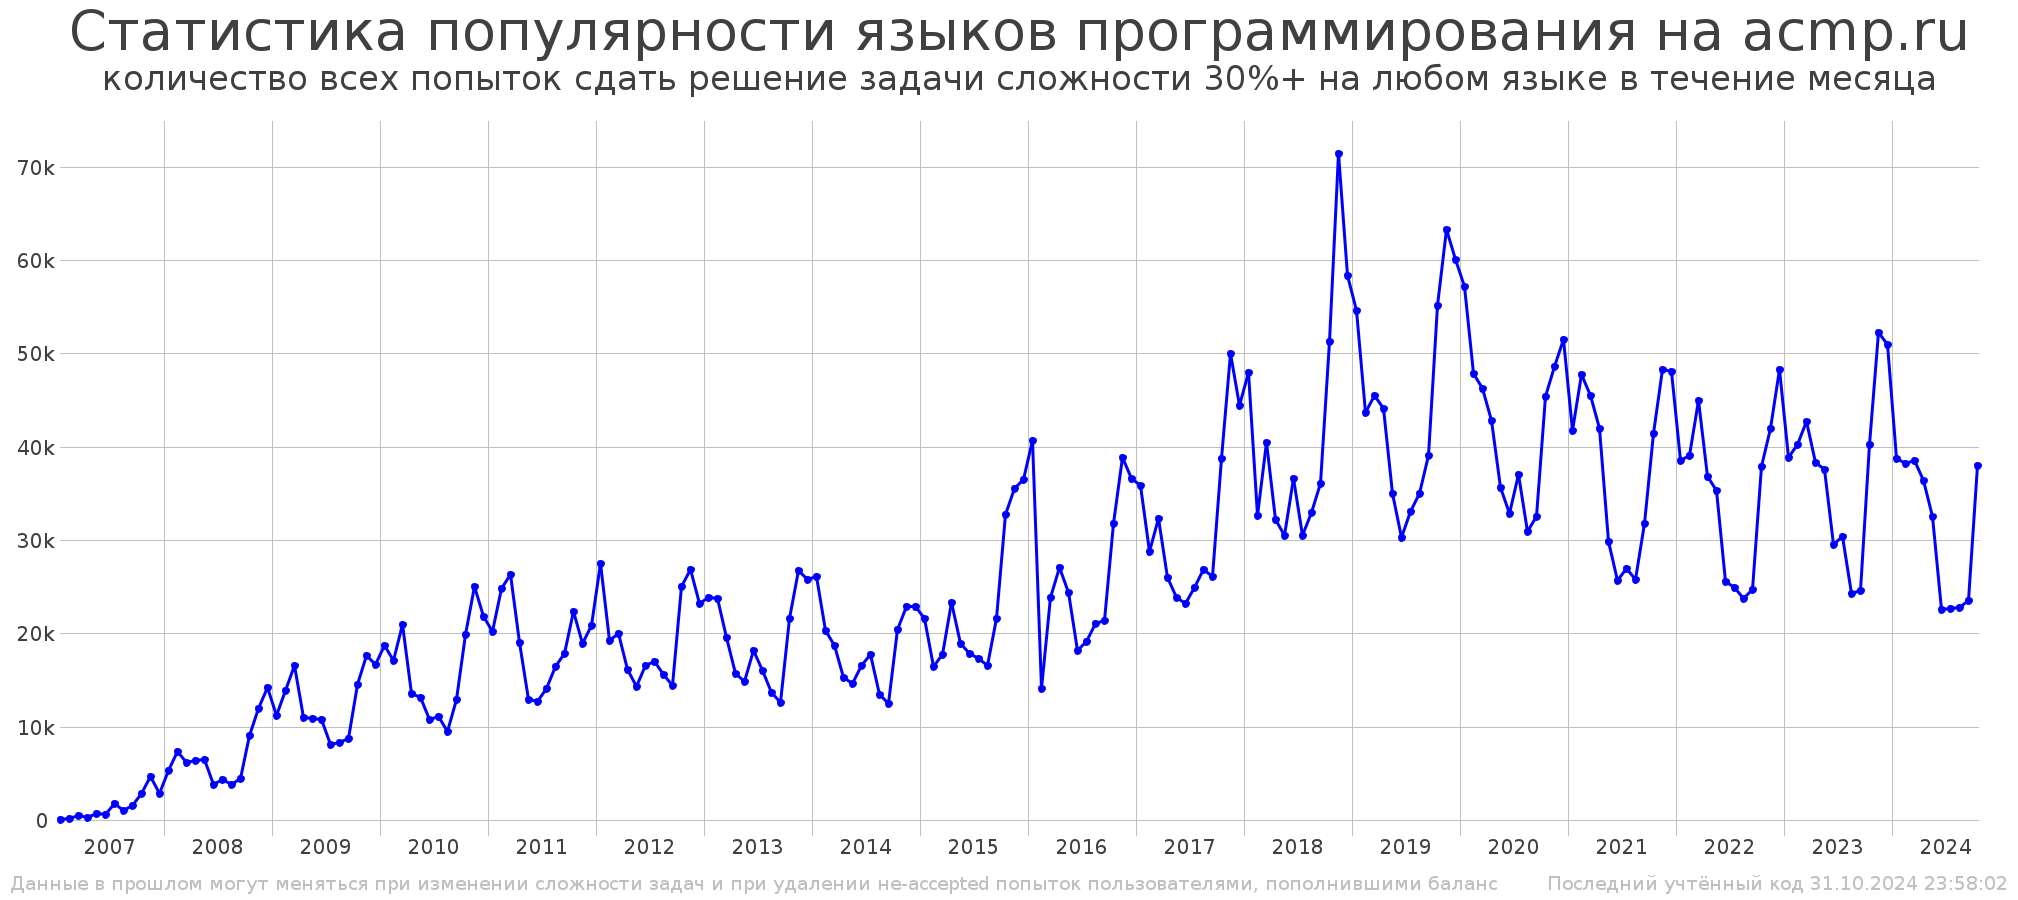 Статистика популярности языков программирования на acmp.ru
количество всех попыток сдать решение задачи сложности 30%+ на любом языке в течение месяца
70k
60k
50k
40k
30k
20k
10k
0
2007 2008 2009 2010 2011 2012 2013 2014 2015 2016 2017 2018 2019 2020 2021 2022 2023 2024
Данные в прошлом могут меняться при изменении сложности задач и при удалении не-accepted попыток пользователями, пополнившими баланс Последний учтённый код 31.10.2024 23:58:02